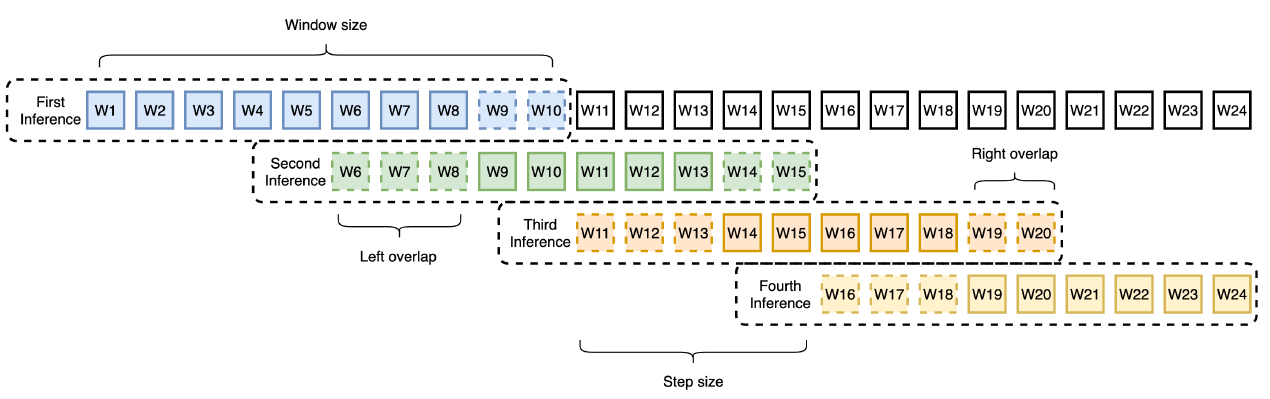 Window size
First
Inference
W1 W2 W3 W4 W5 W6 W7 W8 W9 W10 W11 W12 W13 W14 W15 W16 W17 W18 W19 W20 W21 W22 W23 W24
Second
Inference
W6 W7 W8 W9 W10 W11 W12 W13 W14 W15
Right overlap
Left overlap
Third
Inference
W11 W12 W13 W14 W15 W16 W17 W18 W19 W20
Fourth
Inference
W16 W17 W18 W19 W20 W21 W22 W23 W24
Step size